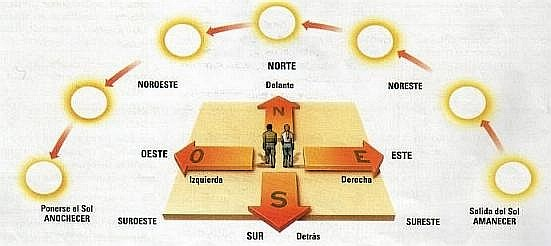 NORTE
NOROESTE
Delante
NORESTE
N
OESTE
O
E
ESTE
Izquierda
Derecha
S
Ponerse el Sol
ANOCHECER
Salida del Sol
AMANECER
SUROESTE
SURESTE
SUR
Detrás